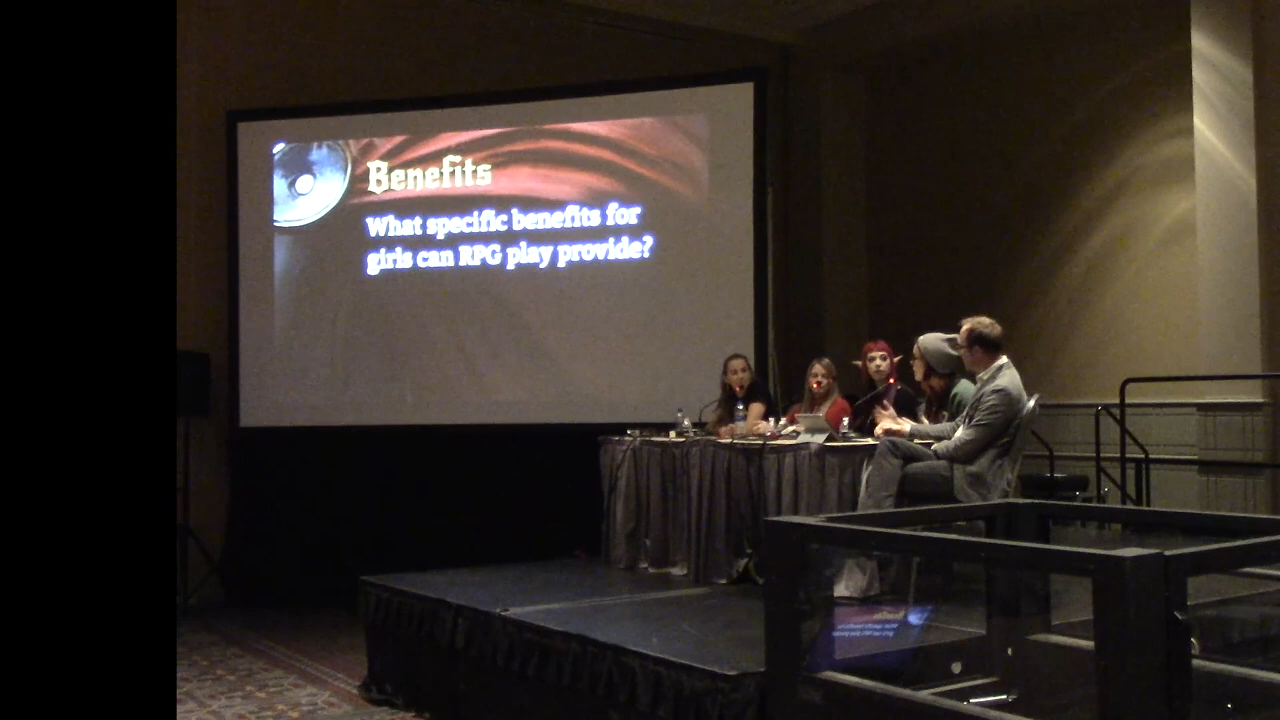 Benefits
What specific benefits for
girls can RPG play provide?